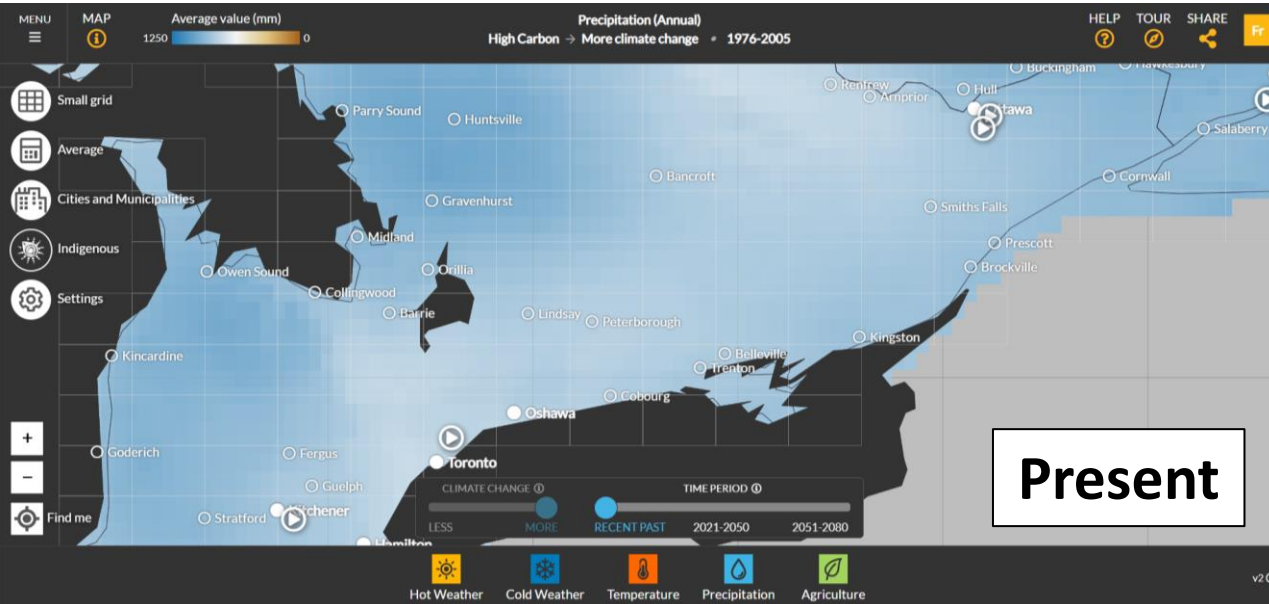 MENU
MAP
Average value (mm)
1250
0
Precipitation (Annual)
High Carbon → More climate change • 1976-2005
HELP
TOUR
SHARE
Fr
Small grid
Average
Cities and Municipalities
Indigenous
Settings
+
−
Find me
Parry Sound
Huntsville
Renfrew
Arnprior
Buckingham
Hawkesbury
Hull
tawa
Salaberry
Bancroft
Cornwall
Gravenhurst
Smiths Falls
Midland
Prescott
Owen Sound
Orillia
Brockville
Collingwood
Barrie
Lindsay
Peterborough
Kincardine
Belleville
Kingston
Trenton
Cobourg
Oshawa
Goderich
Fergus
Toronto
Guelph
Stratford
tchener
Hamilton
CLIMATE CHANGE
TIME PERIOD
LESS
MORE
RECENT PAST
2021-2050
2051-2080
Present
Hot Weather
Cold Weather
Temperature
Precipitation
Agriculture